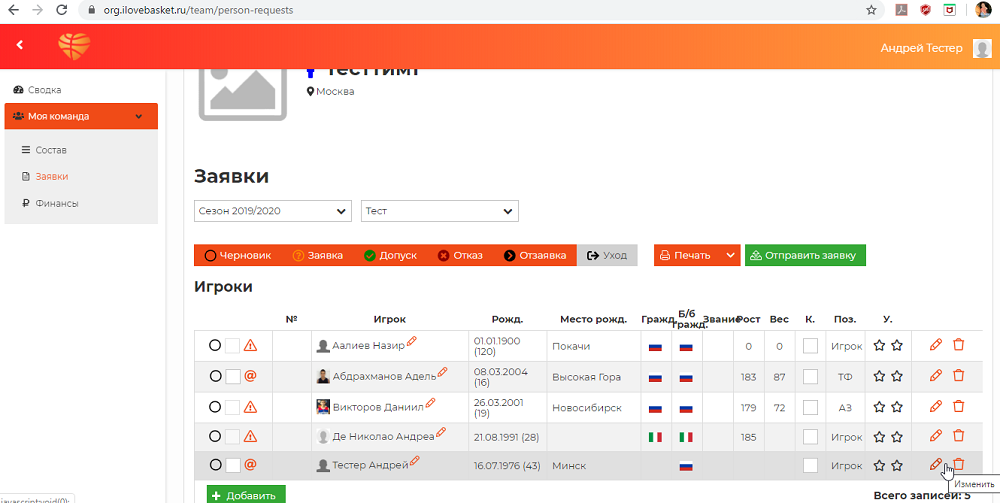 org.ilovebasket.ru/team/person-requests
Андрей Тестер
Москва
Сводка
Моя команда
Состав
Заявки
Финансы
Заявки
Сезон 2019/2020 Тест
Черновик Заявка Допуск Отказ Отзаявка Уход Печать Отправить заявку
Игроки
№ Игрок Рожд. Место рожд. Гражд. Б/б гражд. Звание Рост Вес К. Поз. У.
Аалиев Назир 01.01.1900 (120) Покачи 0 0 Игрок
@ Абдрахманов Адель 08.03.2004 (16) Высокая Гора 183 87 ТФ
Викторов Даниил 26.03.2001 (19) Новосибирск 179 72 АЗ
Де Николао Андреа 21.08.1991 (28) 185 Игрок
@ Тестер Андрей 16.07.1976 (43) Минск Игрок
Изменить
+ Добавить Всего записей: 5